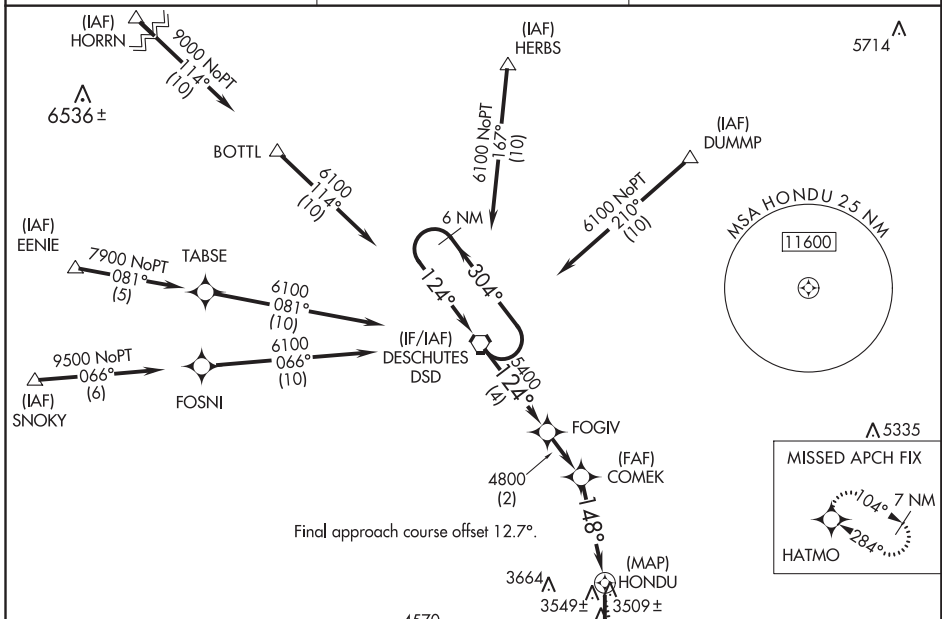 (IAF)
HORRN
9000 NoPT
114°
(10)
6536 ±
BOTTL
6100
114°
(10)
(IAF)
HERBS
6100 NoPT
167°
(10)
5714
(IAF)
DUMMP
6100 NoPT
210°
(10)
MSA HONDU 25 NM
11600
(IAF)
EENIE
7900 NoPT
081°
(5)
TABSE
6100
081°
(10)
6 NM
124°
304°
(IF/IAF)
DESCHUTES
DSD
9500 NoPT
066°
(6)
(IAF)
SNOKY
FOSNI
6100
066°
(10)
5400
124°
(4)
FOGIV
4800
(2)
(FAF)
COMEK
148°
Final approach course offset 12.7°.
(MAP)
HONDU
3664
3549±
3509 ±
5335
MISSED APCH FIX
104°
7 NM
284°
HATMO